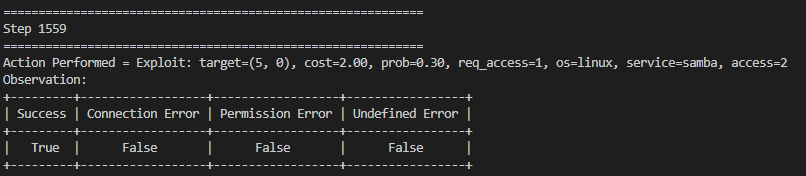 ============================================================
Step 1559
============================================================
Action Performed = Exploit: target=(5, 0), cost=2.00, prob=0.30, req_access=1, os=linux, service=samba, access=2
Observation:
+---------+------------------+------------------+-----------------+
| Success | Connection Error | Permission Error | Undefined Error |
+---------+------------------+------------------+-----------------+
|   True  |      False       |      False       |      False      |
+---------+------------------+------------------+-----------------+